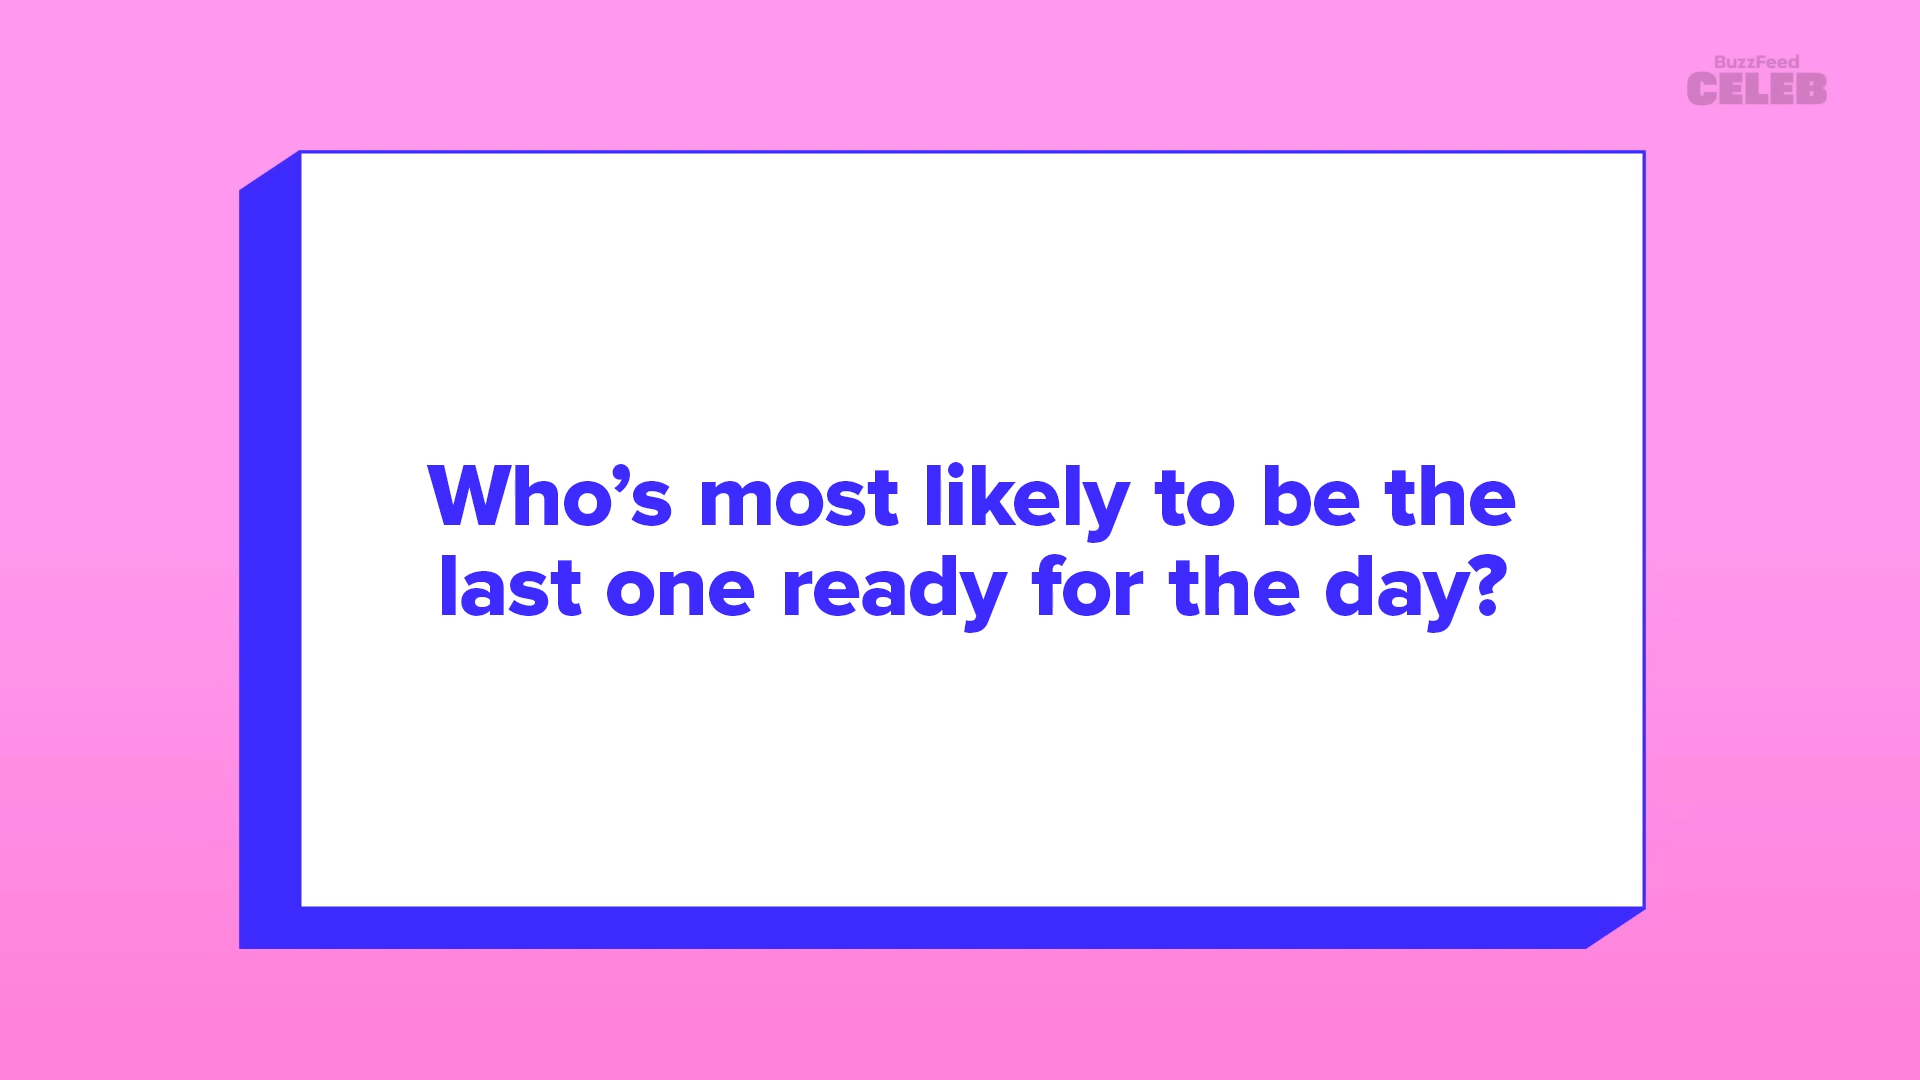 BuzzFeed
CELEB
Who’s most likely to be the
last one ready for the day?